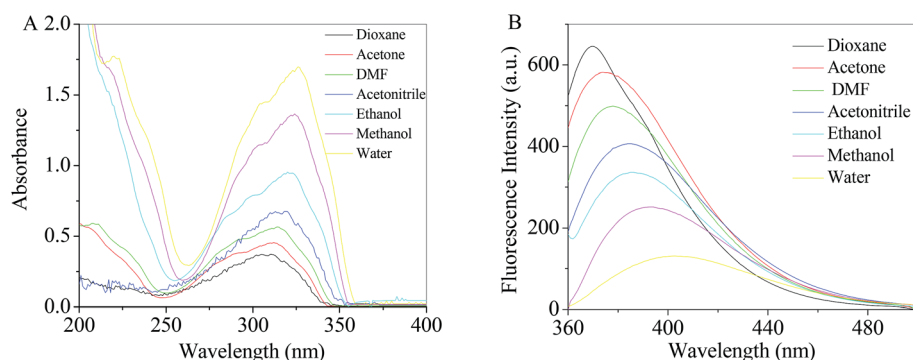 A
2.0
1.5
1.0
0.5
0.0
Absorbance
Dioxane
Acetone
DMF
Acetonitrile
Ethanol
Methanol
Water
200 250 300 350 400
Wavelength (nm)
B
600
400
200
0
Fluorescence Intensity (a.u.)
Dioxane
Acetone
DMF
Acetonitrile
Ethanol
Methanol
Water
360 400 440 480
Wavelength (nm)